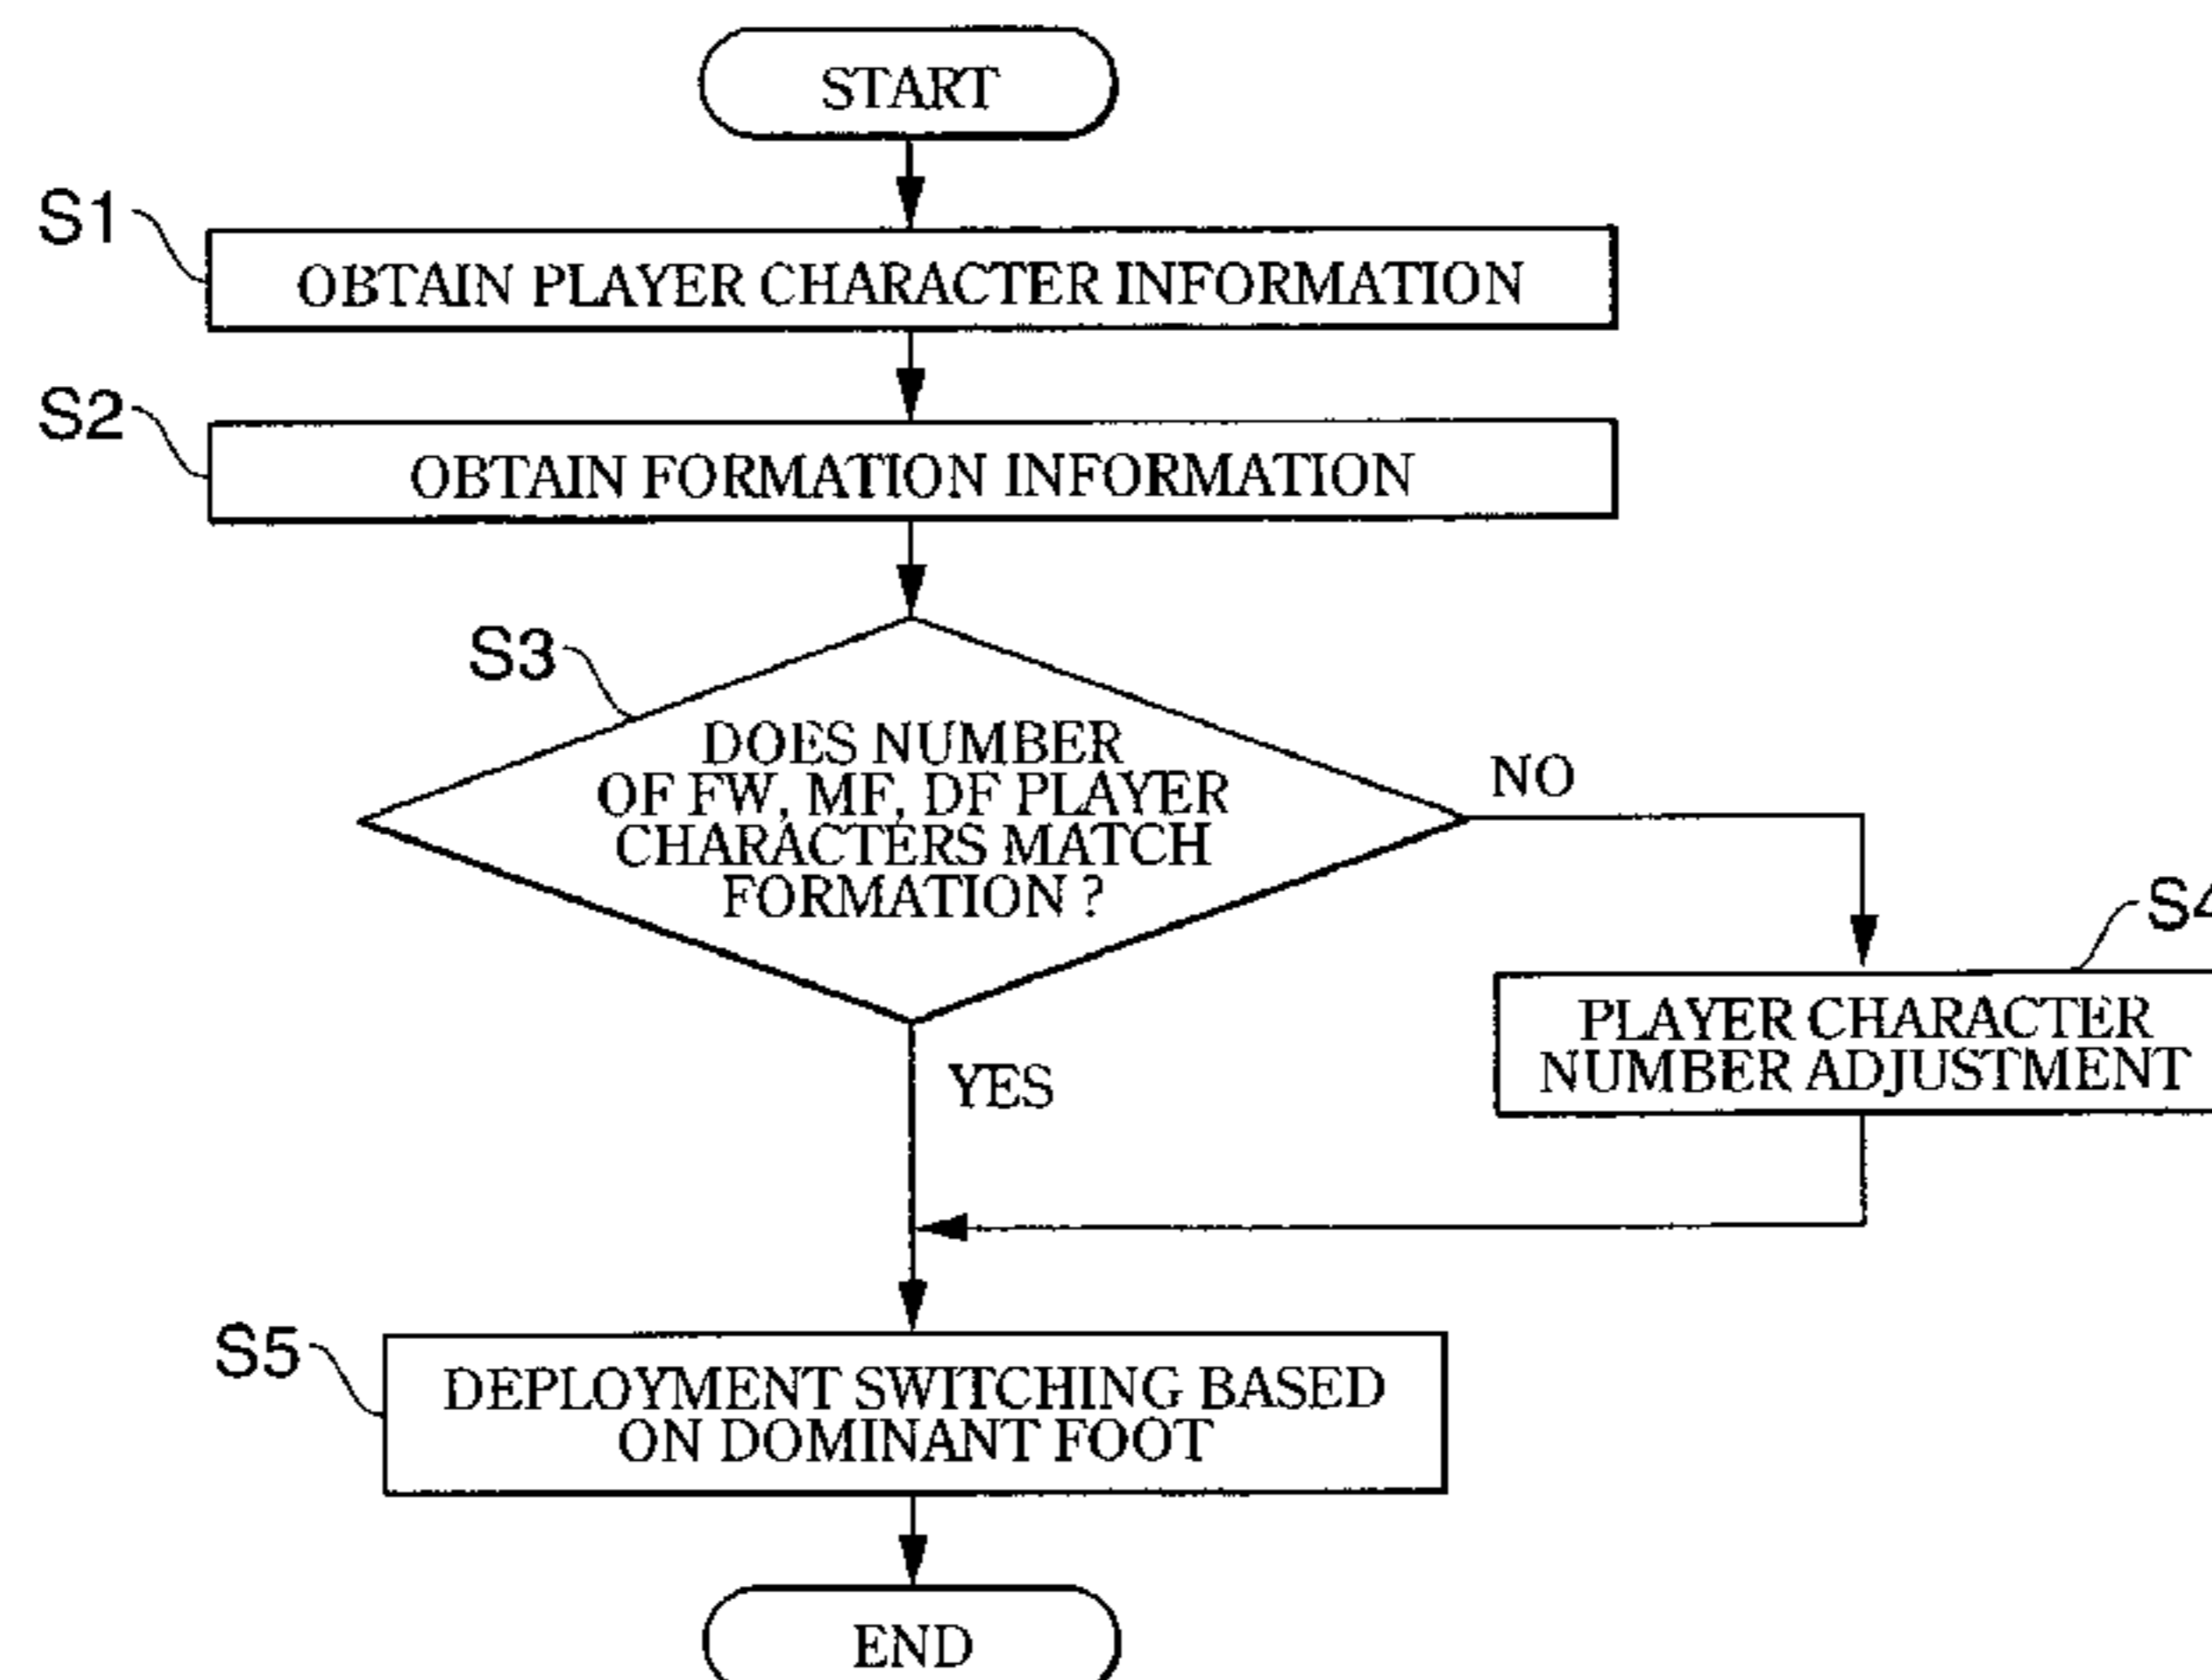 START
S1
OBTAIN PLAYER CHARACTER INFORMATION
S2
OBTAIN FORMATION INFORMATION
S3
DOES NUMBER
OF FW, MF, DF PLAYER
CHARACTERS MATCH
FORMATION ?
NO
S4
PLAYER CHARACTER
NUMBER ADJUSTMENT
YES
S5
DEPLOYMENT SWITCHING BASED
ON DOMINANT FOOT
END